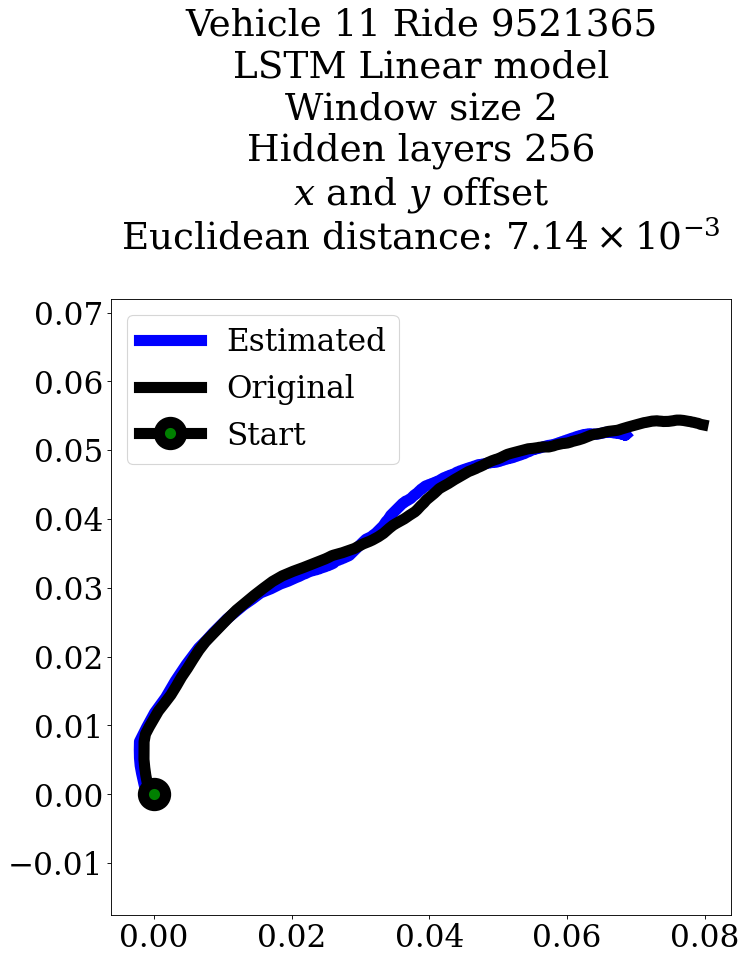 Vehicle 11 Ride 9521365
LSTM Linear model
Window size 2
Hidden layers 256
x and y offset
Euclidean distance: 7.14 × 10⁻³
0.07
0.06
0.05
0.04
0.03
0.02
0.01
0.00
−0.01
Estimated
Original
Start
0.00 0.02 0.04 0.06 0.08